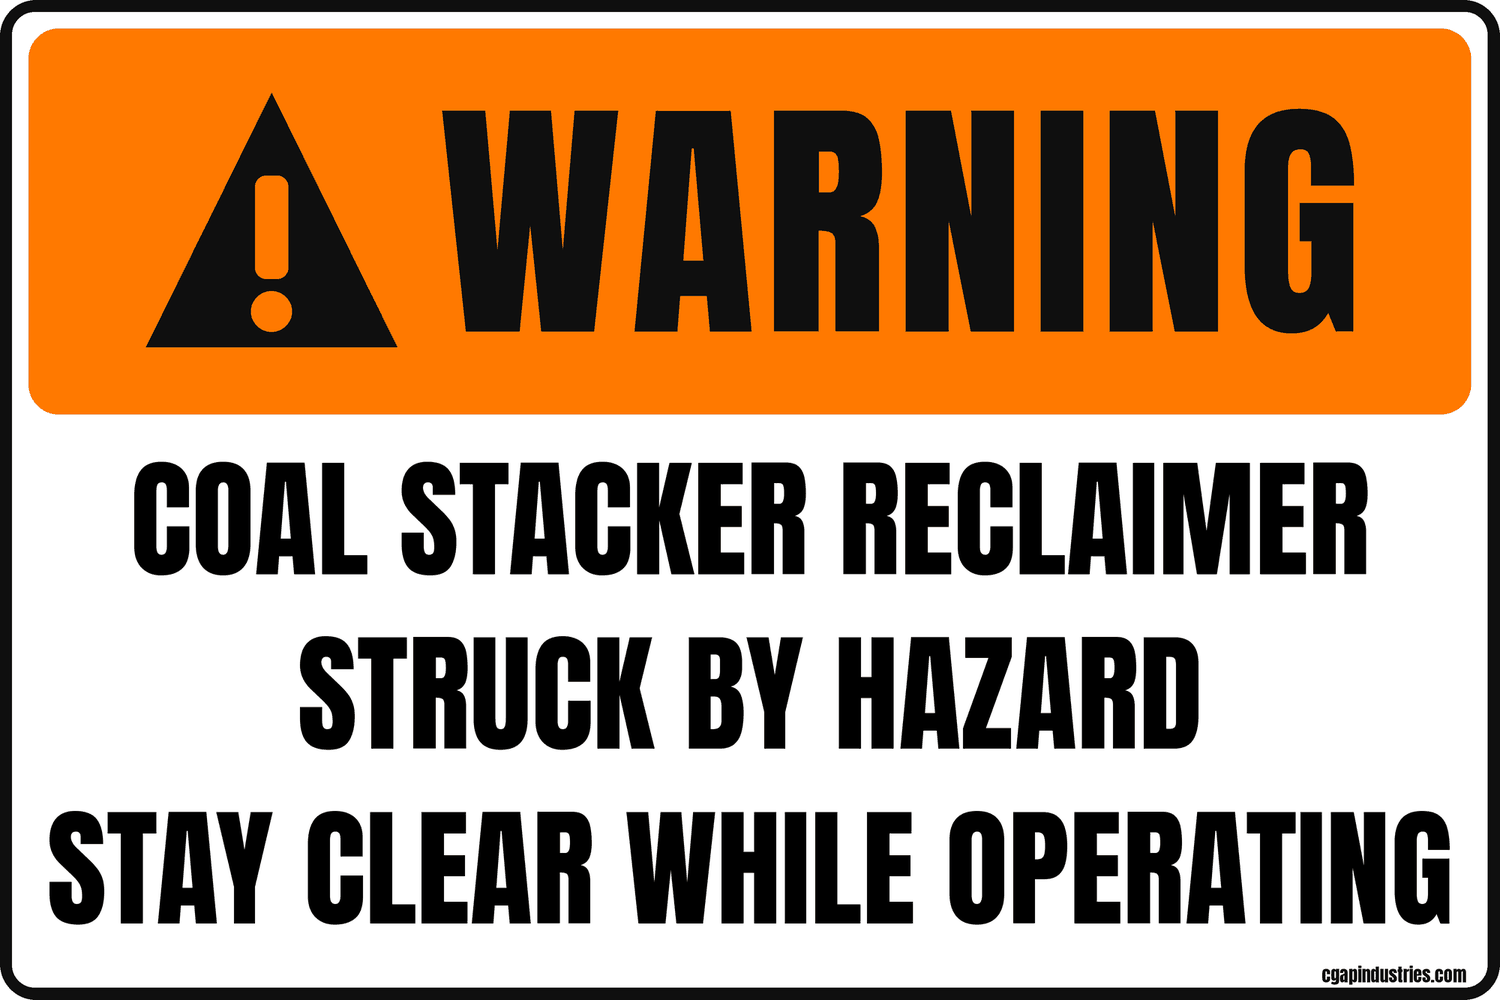 WARNING
COAL STACKER RECLAIMER
STRUCK BY HAZARD
STAY CLEAR WHILE OPERATING
cgapindustries.com